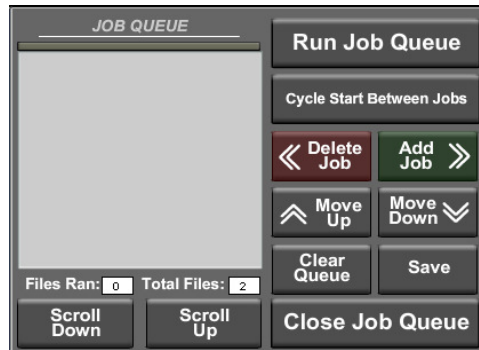 JOB QUEUE
Run Job Queue
Cycle Start Between Jobs
Delete
Job
Add
Job
Move
Up
Move
Down
Clear
Queue
Save
Files Ran: 0 Total Files: 2
Scroll
Down
Scroll
Up
Close Job Queue